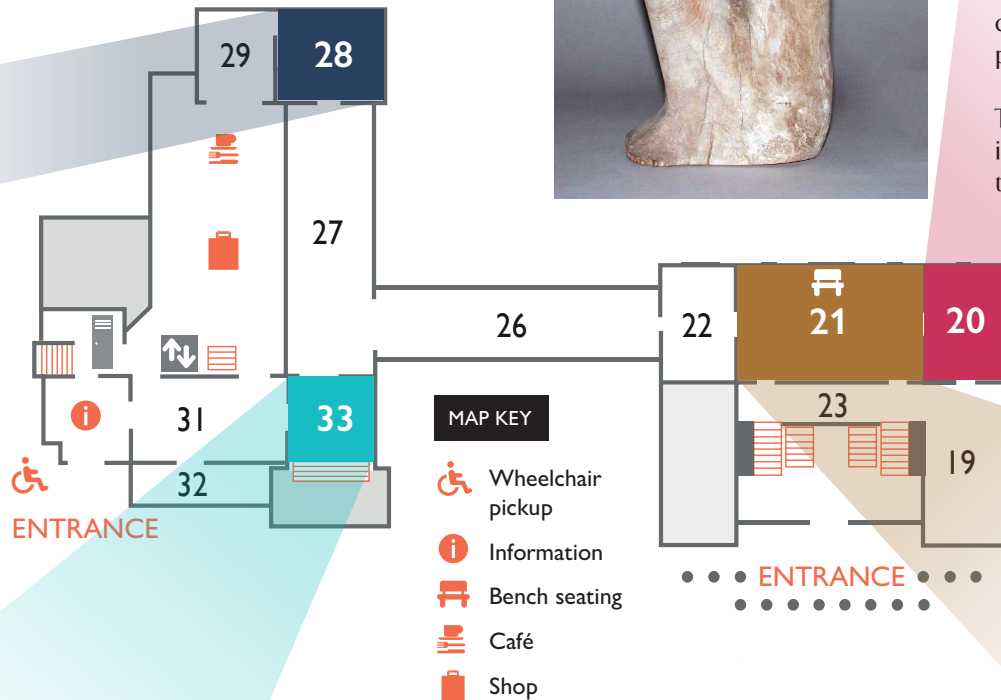 29
28
27
26
22
21
20
31
33
32
23
19
ENTRANCE
MAP KEY
Wheelchair
pickup
i
Information
Bench seating
Café
Shop
i
ENTRANCE